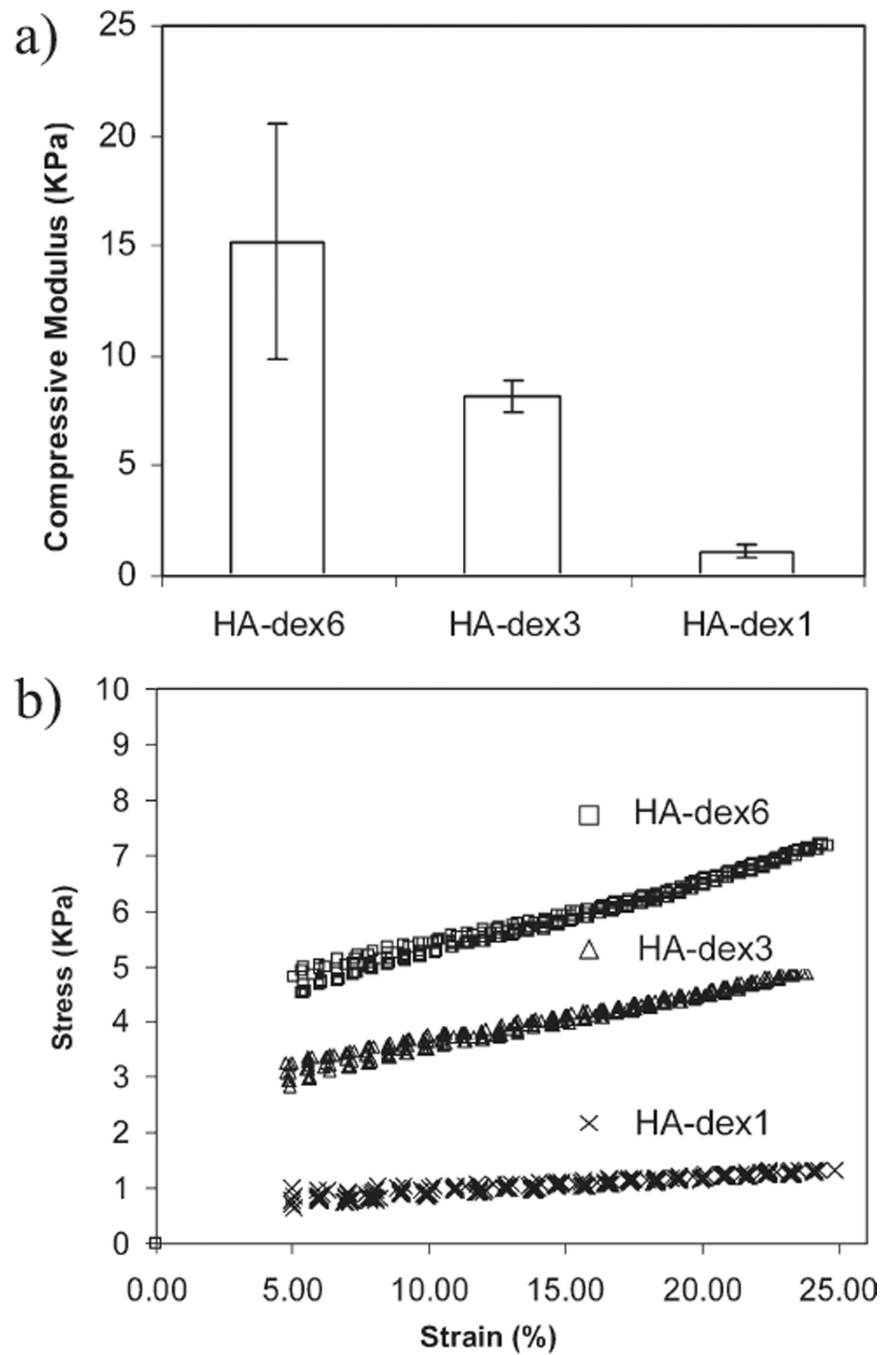 a)
Compressive Modulus (KPa)
25
20
15
10
5
0
HA-dex6 HA-dex3 HA-dex1
b)
Stress (KPa)
10
9
8
7
6
5
4
3
2
1
0
HA-dex6
HA-dex3
HA-dex1
0.00 5.00 10.00 15.00 20.00 25.00
Strain (%)